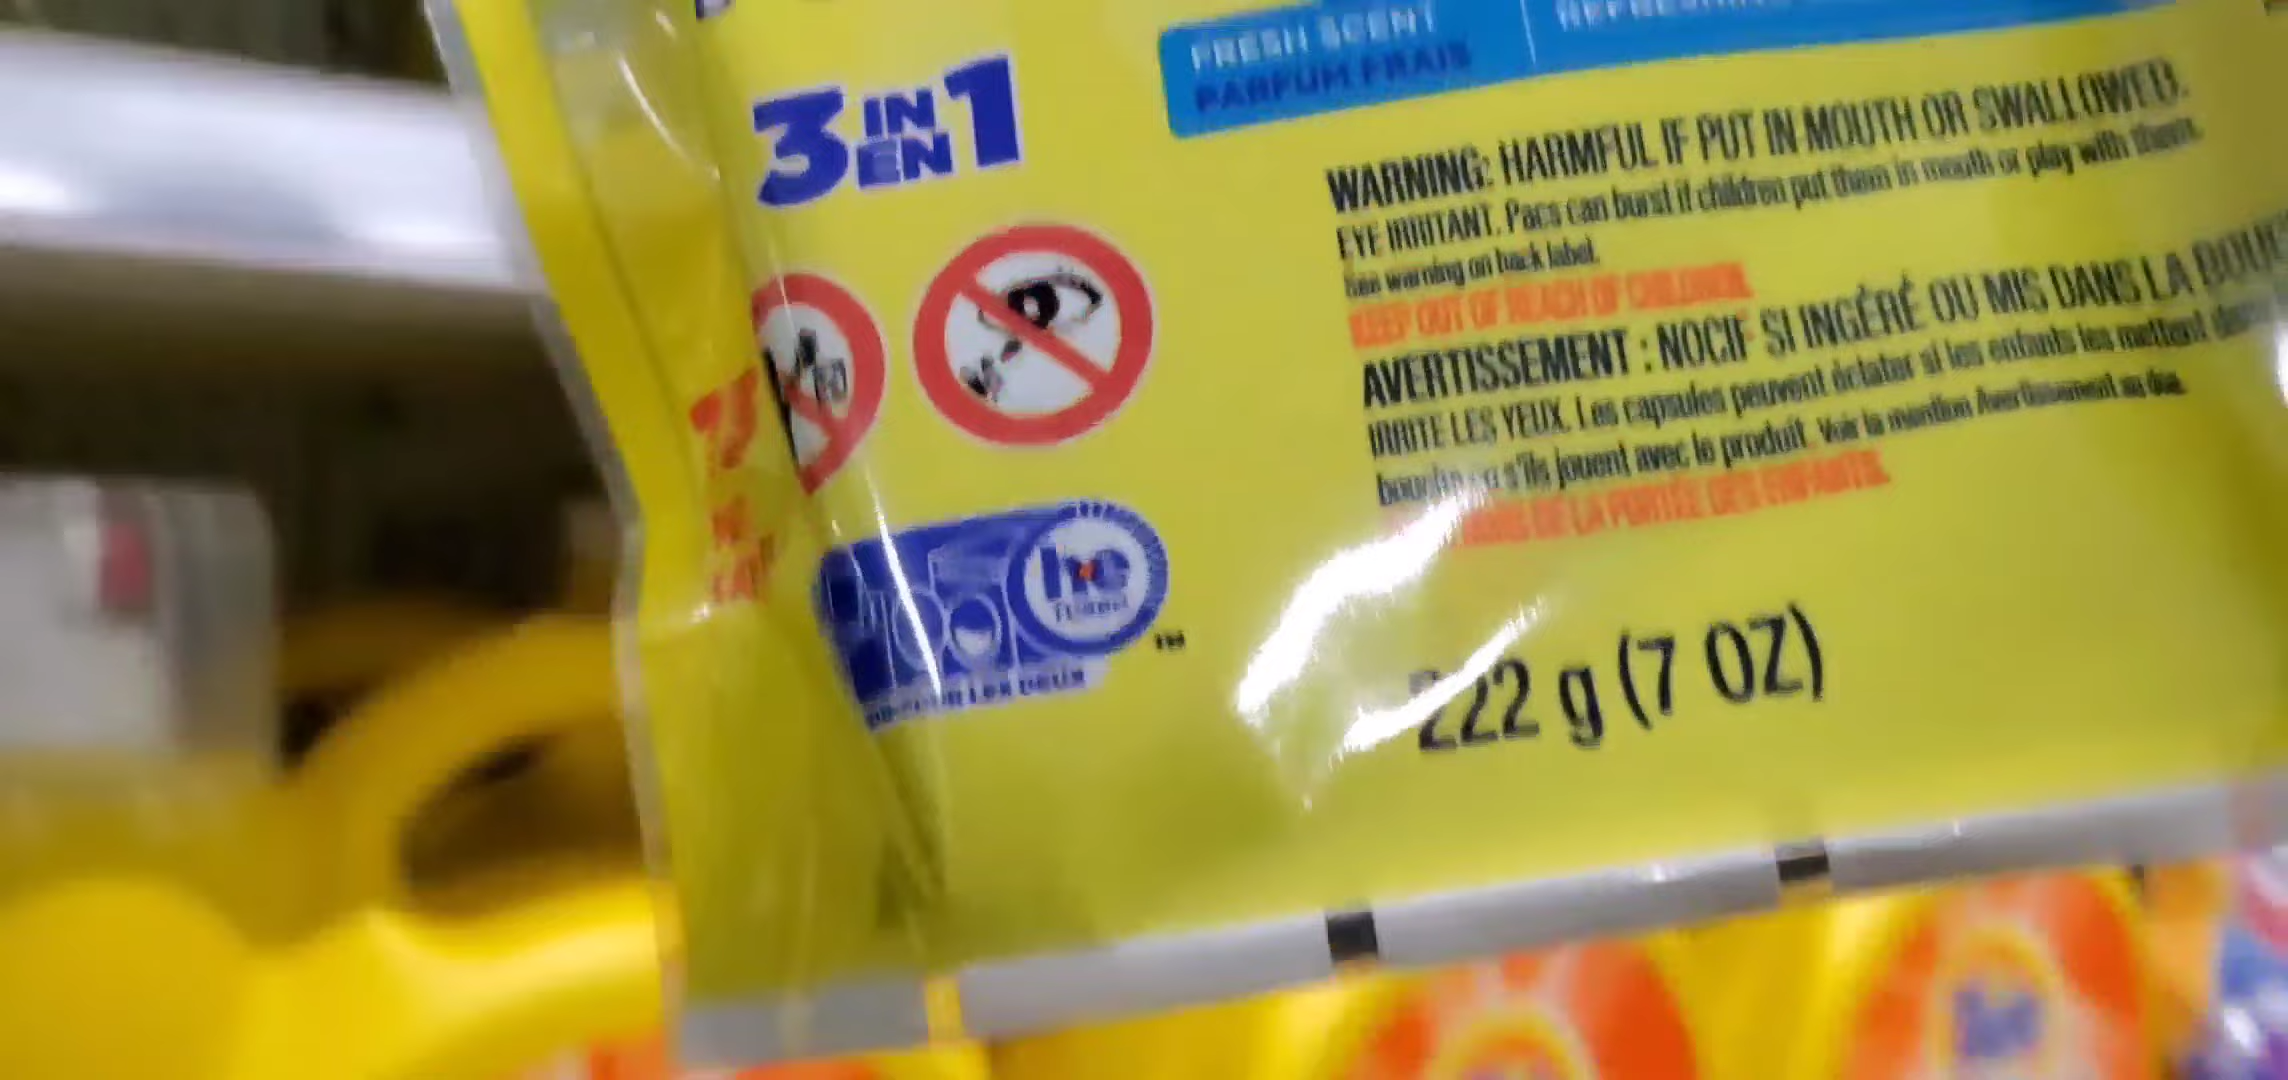 FRESH SCENT
PARFUM FRAIS
3 IN EN 1
WARNING: HARMFUL IF PUT IN MOUTH OR SWALLOWED.
EYE IRRITANT. Pacs can burst if children put them in mouth or play with them.
See warning on back label.
KEEP OUT OF REACH OF CHILDREN.
AVERTISSEMENT : NOCIF SI INGÉRÉ OU MIS DANS LA
IRRITE LES YEUX. Les capsules peuvent éclater si les enfants les mettent
s'ils jouent avec le produit. Voir la mention Avertissement au dos.
DE LA PORTÉE DES ENFANTS.
he
TM
222 g (7 OZ)